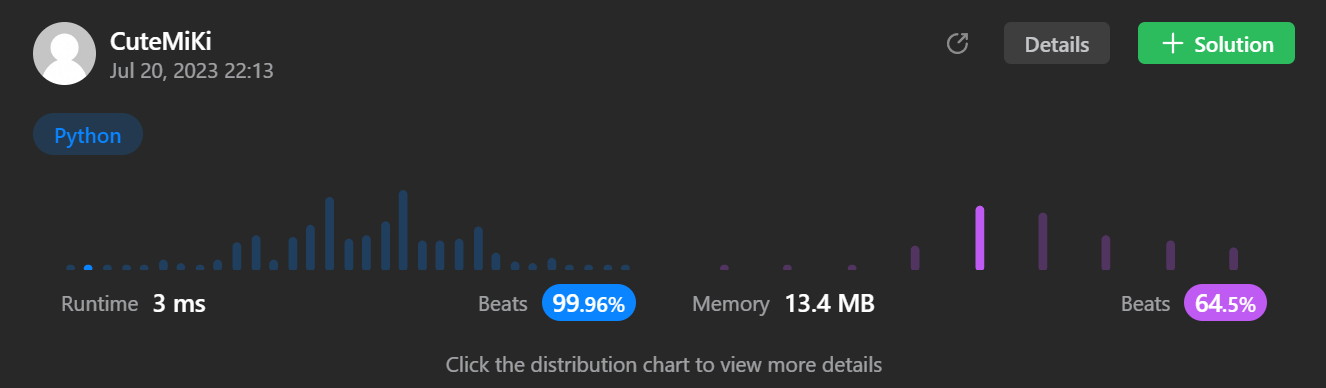 CuteMiKi
Jul 20, 2023 22:13
Details
+ Solution
Python
Runtime 3 ms Beats 99.96% Memory 13.4 MB Beats 64.5%
Click the distribution chart to view more details